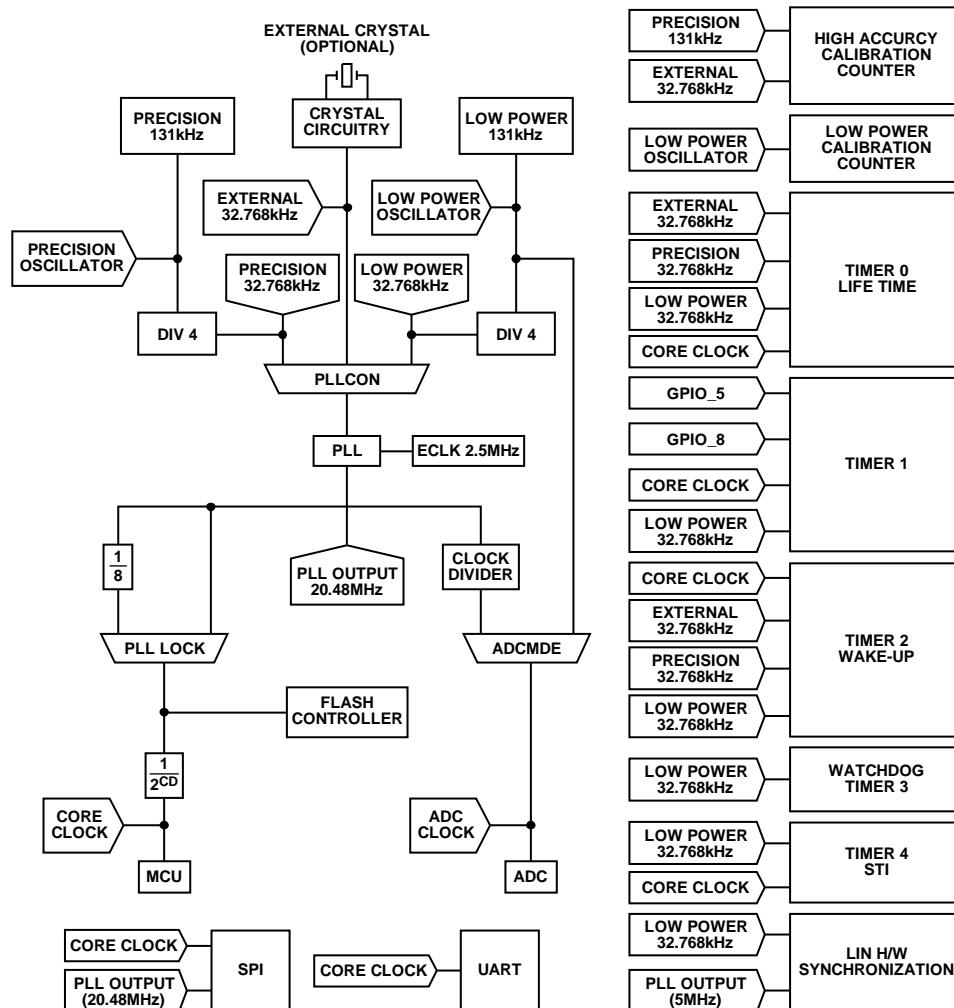 EXTERNAL CRYSTAL
(OPTIONAL)
PRECISION
131kHz
CRYSTAL
CIRCUITRY
LOW POWER
131kHz
EXTERNAL
32.768kHz
LOW POWER
OSCILLATOR
PRECISION
OSCILLATOR
PRECISION
32.768kHz
LOW POWER
32.768kHz
DIV 4
DIV 4
PLLCON
PLL
ECLK 2.5MHz
1
8
PLL OUTPUT
20.48MHz
CLOCK
DIVIDER
PLL LOCK
ADCMDE
FLASH
CONTROLLER
1
2CD
CORE
CLOCK
ADC
CLOCK
MCU
ADC
CORE CLOCK
PLL OUTPUT
(20.48MHz)
SPI
CORE CLOCK
UART
PRECISION
131kHz
EXTERNAL
32.768kHz
HIGH ACCURCY
CALIBRATION
COUNTER
LOW POWER
OSCILLATOR
LOW POWER
CALIBRATION
COUNTER
EXTERNAL
32.768kHz
PRECISION
32.768kHz
LOW POWER
32.768kHz
CORE CLOCK
TIMER 0
LIFE TIME
GPIO_5
GPIO_8
CORE CLOCK
LOW POWER
32.768kHz
TIMER 1
CORE CLOCK
EXTERNAL
32.768kHz
PRECISION
32.768kHz
LOW POWER
32.768kHz
TIMER 2
WAKE-UP
LOW POWER
32.768kHz
WATCHDOG
TIMER 3
LOW POWER
32.768kHz
CORE CLOCK
TIMER 4
STI
LOW POWER
32.768kHz
PLL OUTPUT
(5MHz)
LIN H/W
SYNCHRONIZATION